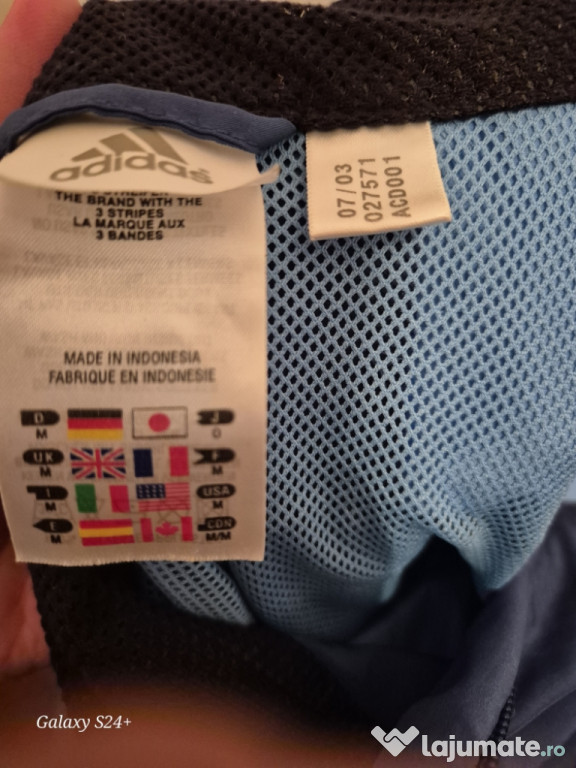 adidas
THE BRAND WITH THE
3 STRIPES
LA MARQUE AUX
3 BANDES
MADE IN INDONESIA
FABRIQUE EN INDONESIE
D M J O
UK M F M
I M USA M
E M CDN M/M
07/03
027571
ACD001
Galaxy S24+
lajumate.ro